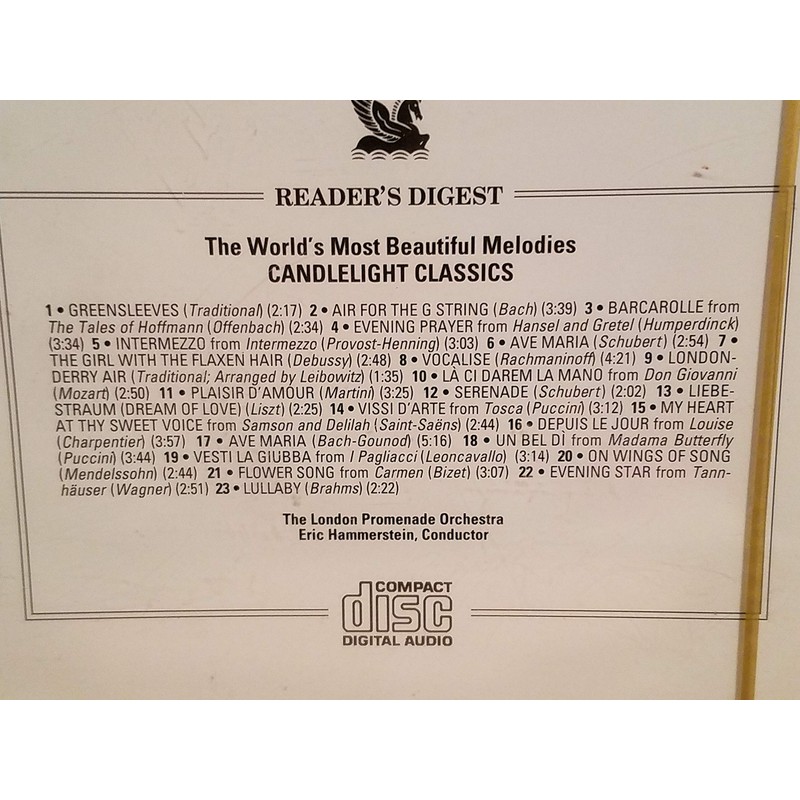 READER'S DIGEST
The World's Most Beautiful Melodies
CANDLELIGHT CLASSICS
1 • GREENSLEEVES (Traditional) (2:17) 2 • AIR FOR THE G STRING (Bach) (3:39) 3 • BARCAROLLE from
The Tales of Hoffmann (Offenbach) (2:34) 4 • EVENING PRAYER from Hansel and Gretel (Humperdinck)
(3:34) 5 • INTERMEZZO from Intermezzo (Provost-Henning) (3:03) 6 • AVE MARIA (Schubert) (2:54) 7 •
THE GIRL WITH THE FLAXEN HAIR (Debussy) (2:48) 8 • VOCALISE (Rachmaninoff) (4:21) 9 • LONDON-
DERRY AIR (Traditional; Arranged by Leibowitz) (1:35) 10 • LÀ CI DAREM LA MANO from Don Giovanni
(Mozart) (2:50) 11 • PLAISIR D'AMOUR (Martini) (3:25) 12 • SERENADE (Schubert) (2:02) 13 • LIEBE-
STRAUM (DREAM OF LOVE) (Liszt) (2:25) 14 • VISSI D'ARTE from Tosca (Puccini) (3:12) 15 • MY HEART
AT THY SWEET VOICE from Samson and Delilah (Saint-Saëns) (2:44) 16 • DEPUIS LE JOUR from Louise
(Charpentier) (3:57) 17 • AVE MARIA (Bach-Gounod) (5:16) 18 • UN BEL DÌ from Madama Butterfly
(Puccini) (3:44) 19 • VESTI LA GIUBBA from I Pagliacci (Leoncavallo) (3:14) 20 • ON WINGS OF SONG
(Mendelssohn) (2:44) 21 • FLOWER SONG from Carmen (Bizet) (3:07) 22 • EVENING STAR from Tann-
häuser (Wagner) (2:51) 23 • LULLABY (Brahms) (2:22)
The London Promenade Orchestra
Eric Hammerstein, Conductor
COMPACT
disc
DIGITAL AUDIO